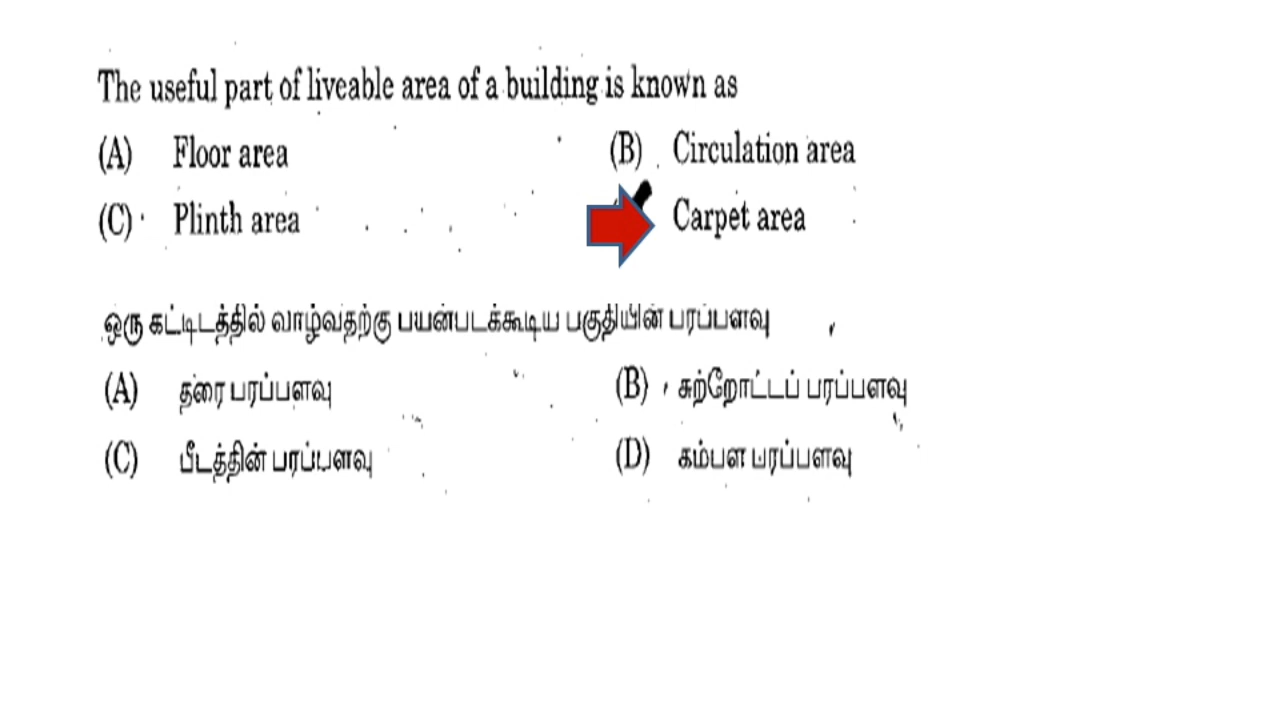 The useful part of liveable area of a building is known as
(A) Floor area (B) Circulation area
(C) Plinth area Carpet area
ஒரு கட்டிடத்தில் வாழ்வதற்கு பயன்படக்கூடிய பகுதியின் பரப்பளவு
(A) தரை பரப்பளவு (B) சுற்றோட்டப் பரப்பளவு
(C) பீடத்தின் பரப்பளவு (D) கம்பள பரப்பளவு